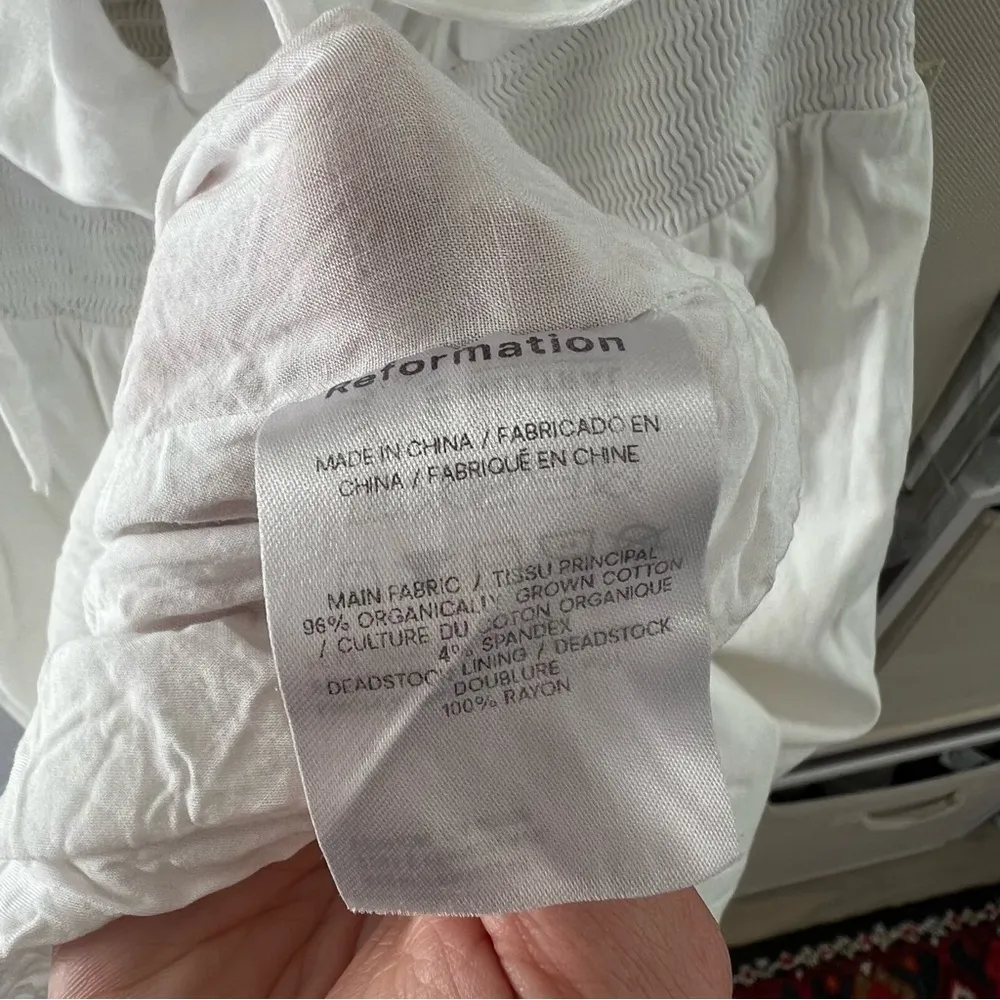 Reformation
MADE IN CHINA / FABRICADO EN
CHINA / FABRIQUÉ EN CHINE
MAIN FABRIC / TISSU PRINCIPAL
96% ORGANICALLY GROWN COTTON
/ CULTURE DU COTON ORGANIQUE
4% SPANDEX
DEADSTOCK LINING / DEADSTOCK
DOUBLURE
100% RAYON